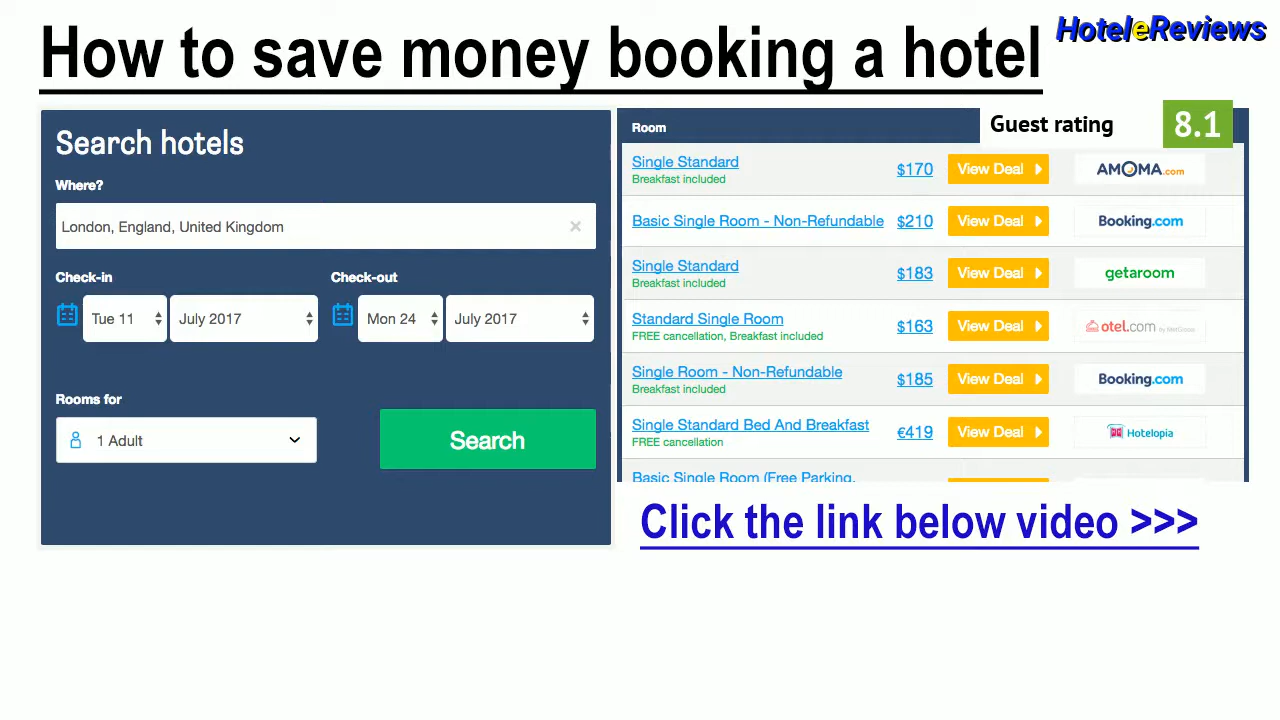 How to save money booking a hotel
HoteleReviews
Search hotels
Where?
London, England, United Kingdom
Check-in
Check-out
Tue 11
July 2017
Mon 24
July 2017
Rooms for
1 Adult
Search
Room
Guest rating
8.1
Single Standard
Breakfast included
$170
View Deal
AMOMA.com
Basic Single Room - Non-Refundable
$210
View Deal
Booking.com
Single Standard
Breakfast included
$183
View Deal
getaroom
Standard Single Room
FREE cancellation, Breakfast included
$163
View Deal
otel.com
Single Room - Non-Refundable
Breakfast included
$185
View Deal
Booking.com
Single Standard Bed And Breakfast
FREE cancellation
€419
View Deal
Hotelopia
Basic Single Room (Free Parking,
Click the link below video >>>